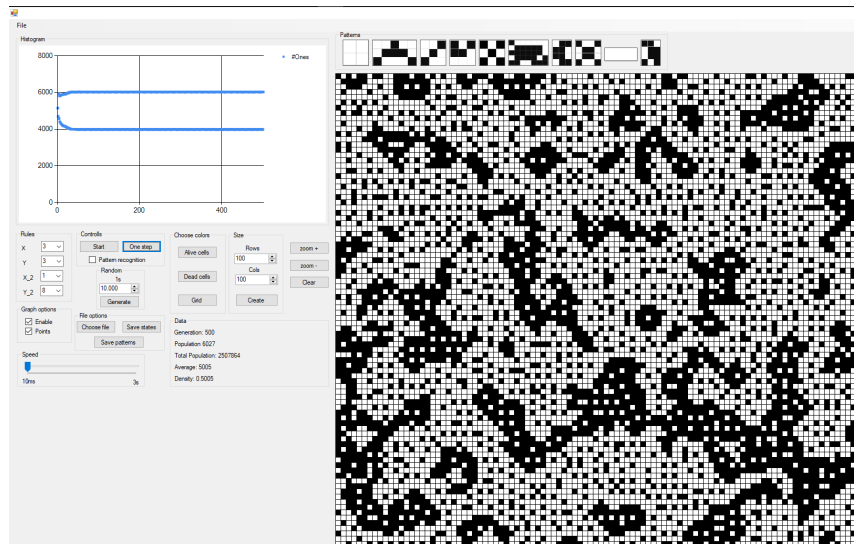 File
Histogram
8000
6000
4000
2000
0
0 200 400
#Ones
Patterns
Rules
X 3
Y 3
X_2 1
Y_2 8
Controlls
Start One step
Pattern recognition
Random
1s
10.000
Generate
Choose colors
Alive cells
Dead cells
Grid
Size
Rows
100
Cols
100
Create
zoom +
zoom -
Clear
Graph options
Enable
Points
File options
Choose file Save states
Save patterns
Data
Generation: 500
Population 6027
Total Population: 2507864
Average: 5005
Density: 0.5005
Speed
10ms 3s